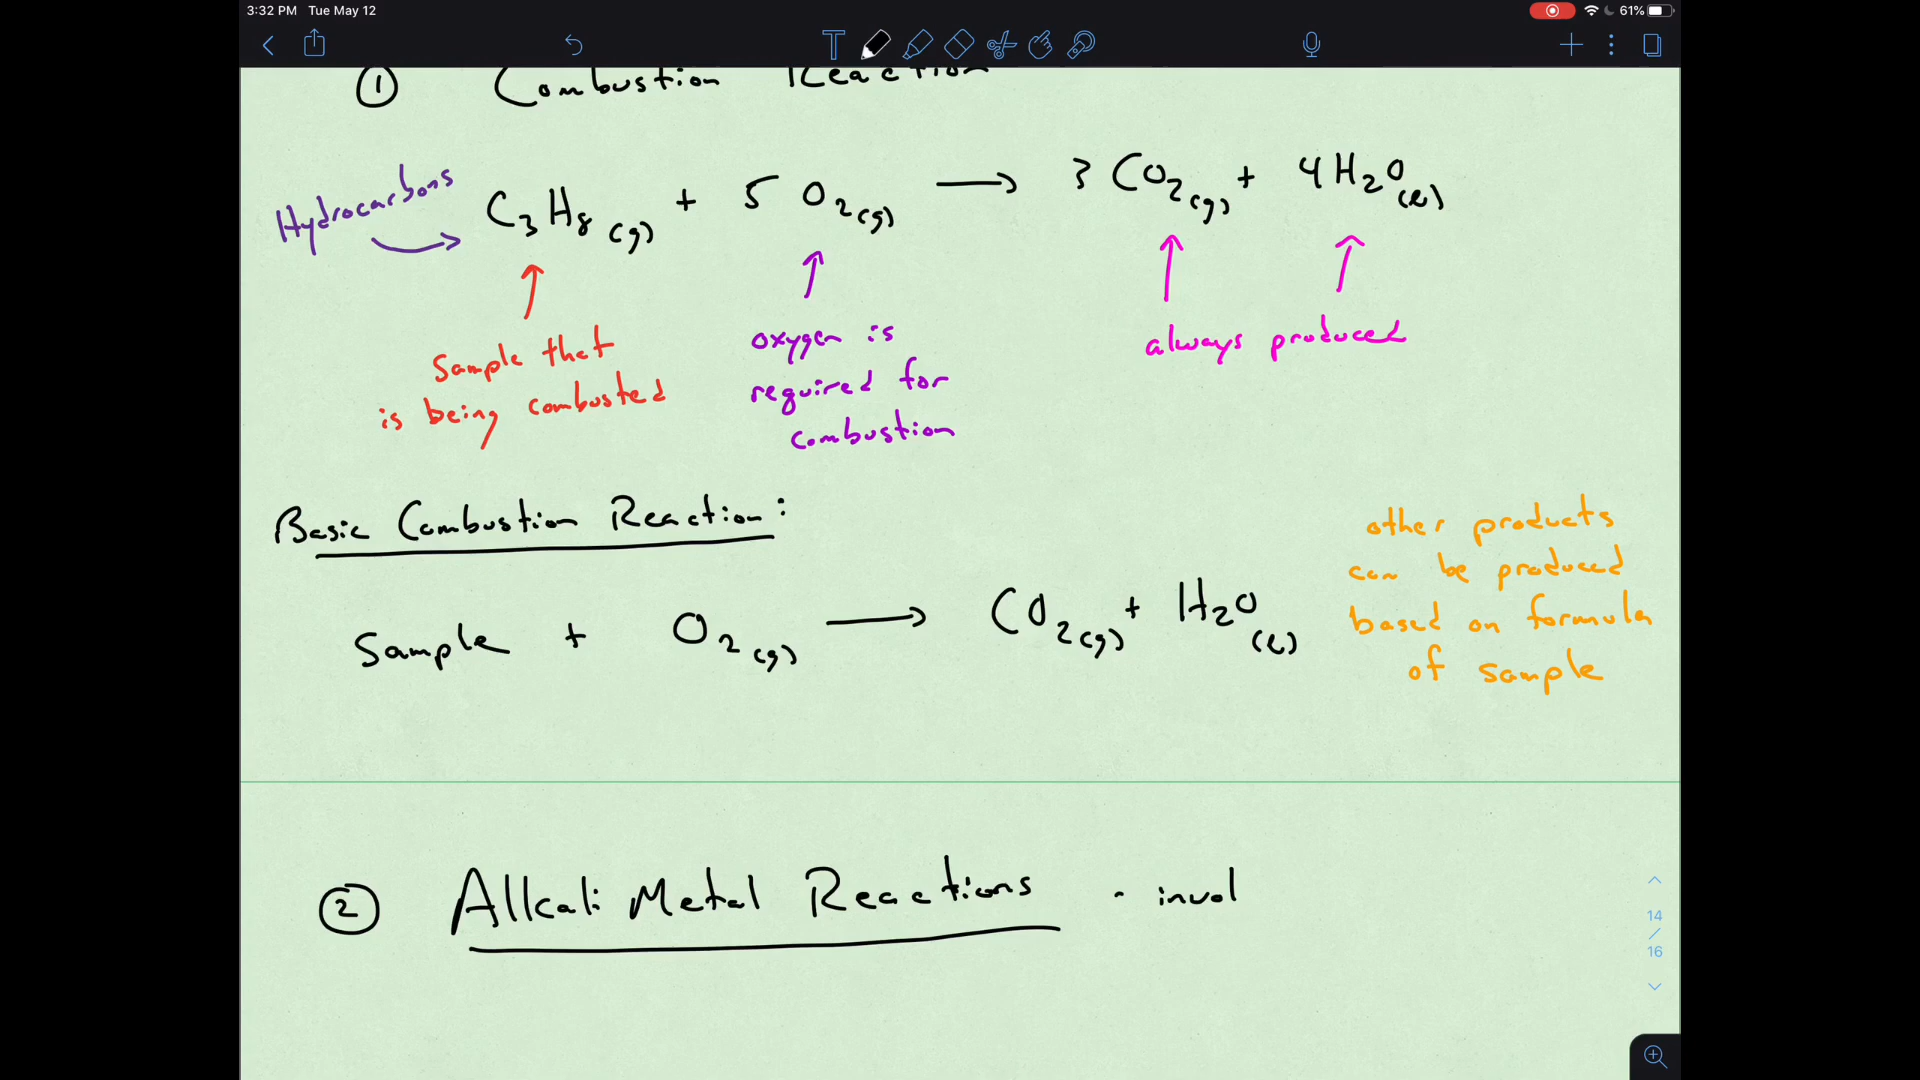 3:32 PM Tue May 12
61%
① Combustion Reaction
Hydrocarbons
C₃H₈ (g) + 5 O₂(g) → 3 CO₂(g) + 4H₂O(l)
Sample that
is being combusted
oxygen is
required for
combustion
always produced
Basic Combustion Reaction:
Sample + O₂(g) → CO₂(g) + H₂O(l)
other products
can be produced
based on formula
of sample
② Alkali Metal Reactions - invol
14
/
16